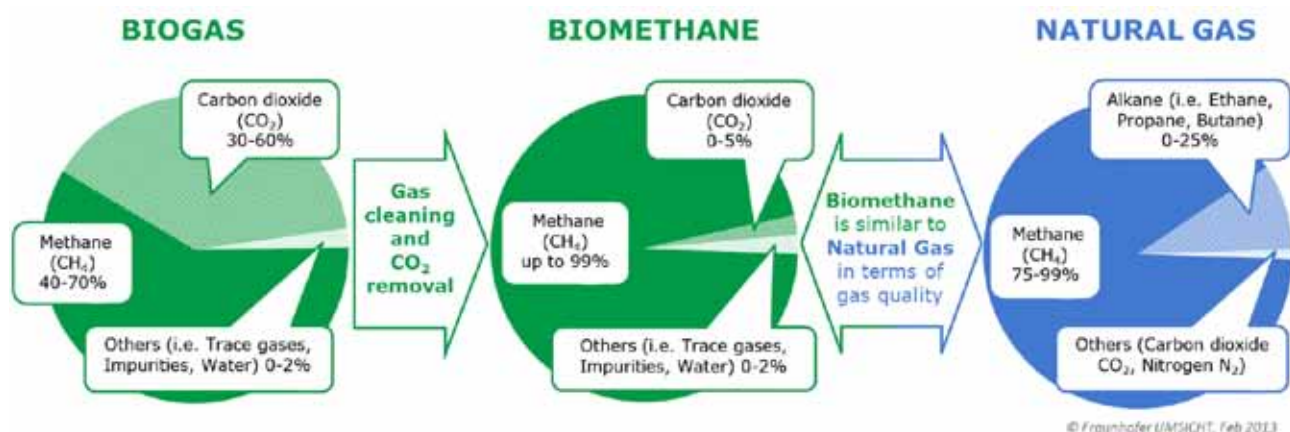 BIOGAS
Carbon dioxide
(CO₂)
30-60%
Methane
(CH₄)
40-70%
Others (i.e. Trace gases,
Impurities, Water) 0-2%
Gas
cleaning
and
CO₂
removal
BIOMETHANE
Carbon dioxide
(CO₂)
0-5%
Methane
(CH₄)
up to 99%
Others (i.e. Trace gases,
Impurities, Water) 0-2%
Biomethane
is similar to
Natural Gas
in terms of
gas quality
NATURAL GAS
Alkane (i.e. Ethane,
Propane, Butane)
0-25%
Methane
(CH₄)
75-99%
Others (Carbon dioxide
CO₂, Nitrogen N₂)
© Fraunhofer UMSICHT, Feb 2013